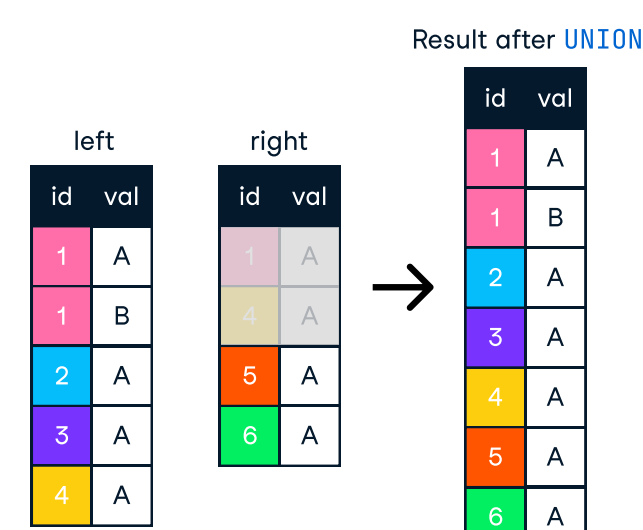 Result after UNION
left
id val
1 A
1 B
2 A
3 A
4 A
right
id val
1 A
4 A
5 A
6 A
id val
1 A
1 B
2 A
3 A
4 A
5 A
6 A